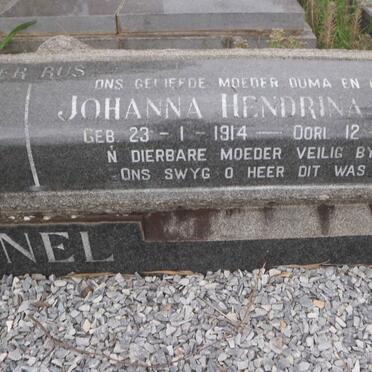 ER RUS
ONS GELIEFDE MOEDER OUMA EN
JOHANNA HENDRINA
GEB 23-1-1914 — OORL 12
'N DIERBARE MOEDER VEILIG BY
ONS SWYG O HEER DIT WAS
NEL